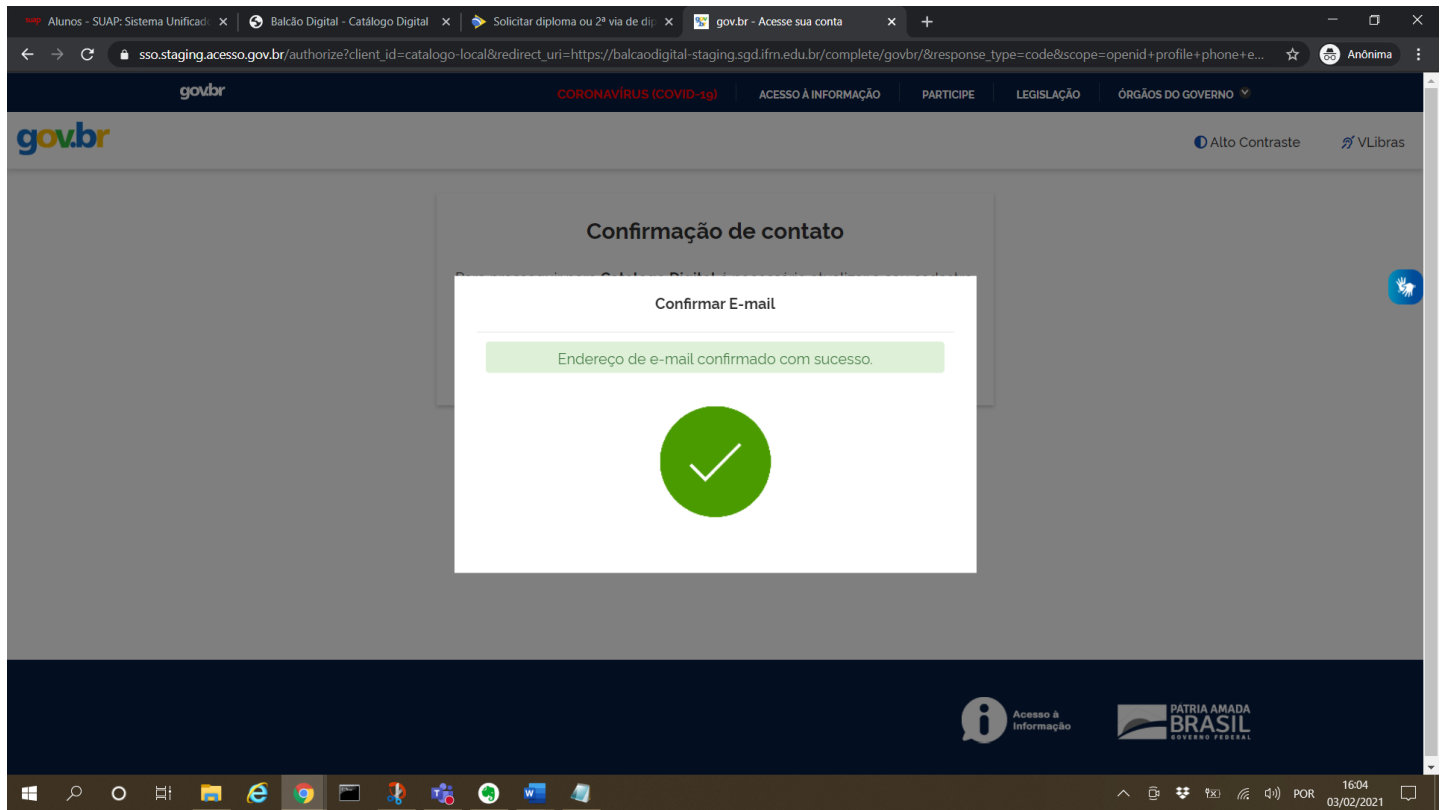 Alunos - SUAP: Sistema Unificado
Balcão Digital - Catálogo Digital
Solicitar diploma ou 2ª via de dip
gov.br - Acesse sua conta
sso.staging.acesso.gov.br/authorize?client_id=catalogo-local&redirect_uri=https://balcaodigital-staging.sgd.ifrn.edu.br/complete/govbr/&response_type=code&scope=openid+profile+phone+e...
Anônima
gov.br
CORONAVÍRUS (COVID-19)
ACESSO À INFORMAÇÃO
PARTICIPE
LEGISLAÇÃO
ÓRGÃOS DO GOVERNO
gov.br
Alto Contraste
VLibras
Confirmação de contato
Confirmar E-mail
Endereço de e-mail confirmado com sucesso.
Acesso à
Informação
PÁTRIA AMADA
BRASIL
GOVERNO FEDERAL
POR
16:04
03/02/2021